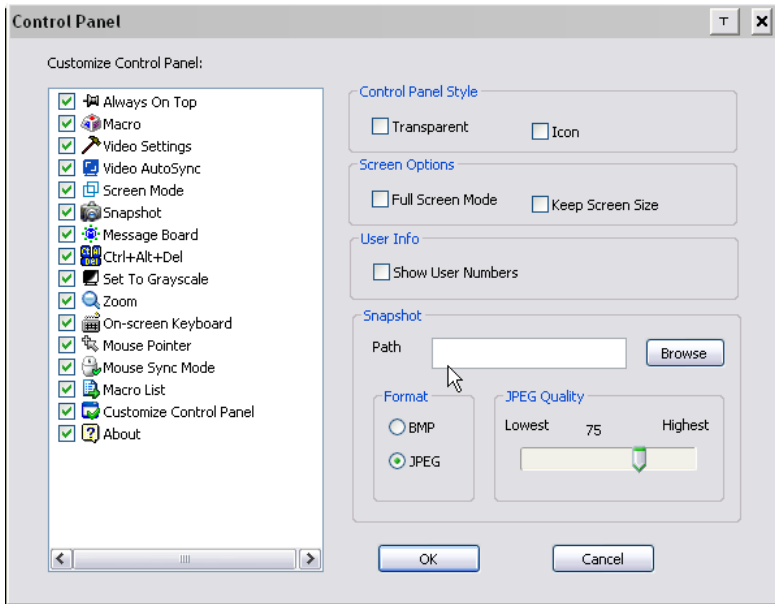 Control Panel
T
Customize Control Panel:
Always On Top
Macro
Video Settings
Video AutoSync
Screen Mode
Snapshot
Message Board
Ctrl+Alt+Del
Set To Grayscale
Zoom
On-screen Keyboard
Mouse Pointer
Mouse Sync Mode
Macro List
Customize Control Panel
About
Control Panel Style
Transparent
Icon
Screen Options
Full Screen Mode
Keep Screen Size
User Info
Show User Numbers
Snapshot
Path
Browse
Format
BMP
JPEG
JPEG Quality
Lowest 75 Highest
OK
Cancel